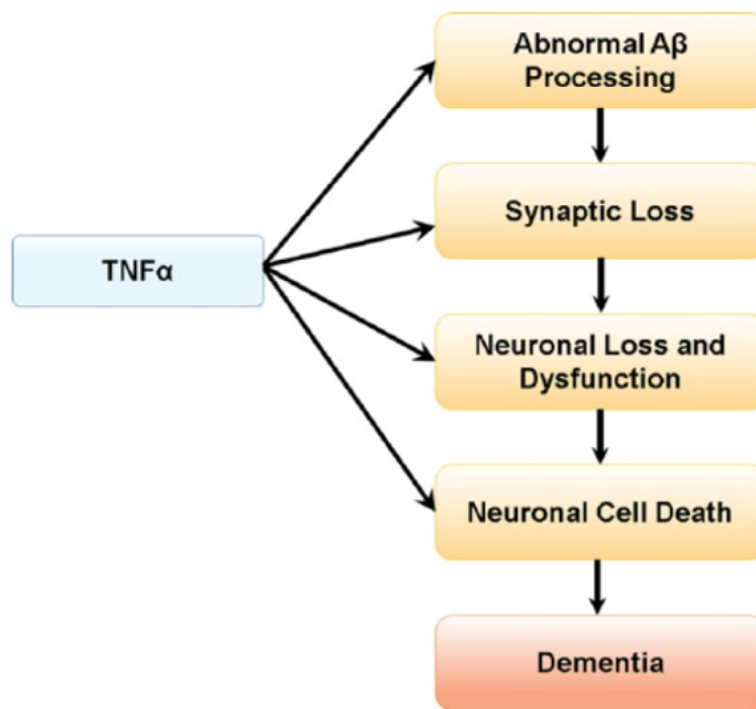 Abnormal Aβ
Processing
Synaptic Loss
TNFα
Neuronal Loss and
Dysfunction
Neuronal Cell Death
Dementia